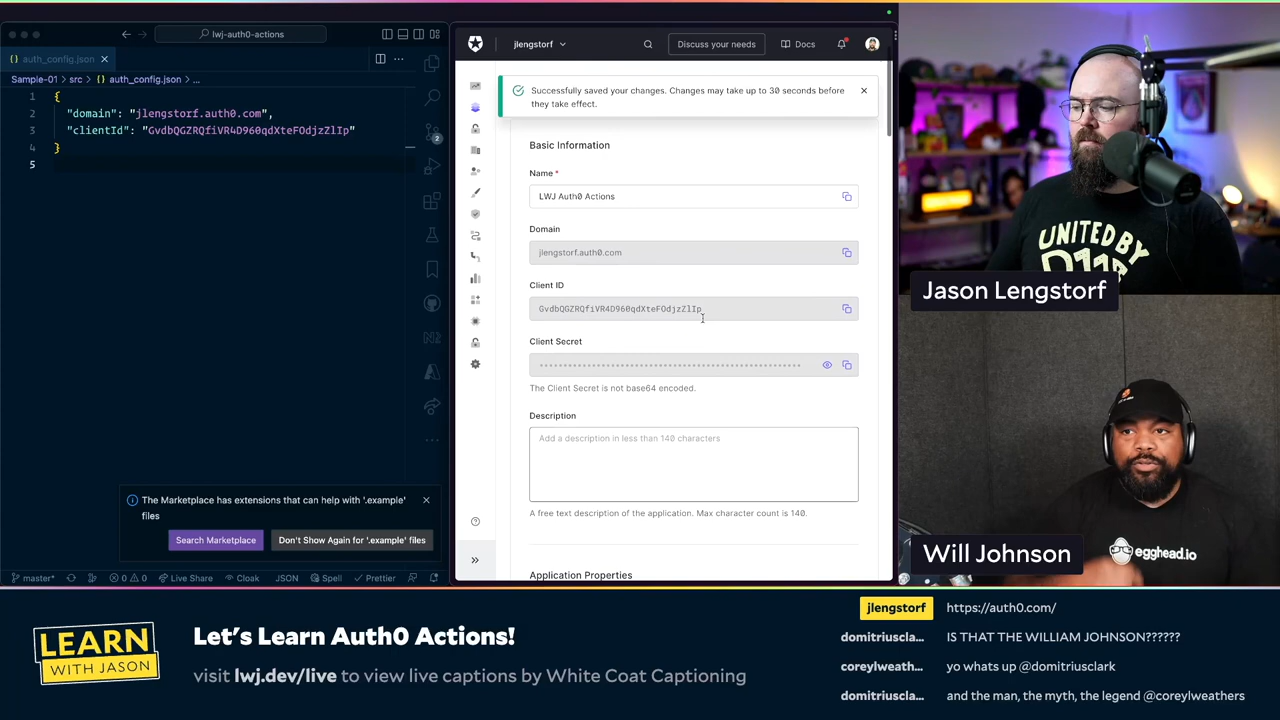 lwj-auth0-actions
auth_config.json
Sample-01 > src > {} auth_config.json > ...
1 {
2 "domain": "jlengstorf.auth0.com",
3 "clientId": "GvdbQGZRQfiVR4D960qdXteFOdjzZlIp"
4 }
5
2
The Marketplace has extensions that can help with '.example'
files
Search Marketplace
Don't Show Again for '.example' files
master*
0
0
Live Share
Cloak
JSON
Spell
Prettier
jlengstorf
Discuss your needs
Docs
Successfully saved your changes. Changes may take up to 30 seconds before
they take effect.
Basic Information
Name *
LWJ Auth0 Actions
Domain
jlengstorf.auth0.com
Client ID
GvdbQGZRQfiVR4D960qdXteFOdjzZlIp
Client Secret
The Client Secret is not base64 encoded.
Description
Add a description in less than 140 characters
A free text description of the application. Max character count is 140.
Application Properties
UNITED BY
Jason Lengstorf
egghead.io
Will Johnson
LEARN
WITH JASON
Let's Learn Auth0 Actions!
visit lwj.dev/live to view live captions by White Coat Captioning
jlengstorf https://auth0.com/
domitriuscla... IS THAT THE WILLIAM JOHNSON??????
coreylweath... yo whats up @domitriusclark
domitriuscla... and the man, the myth, the legend @coreylweathers